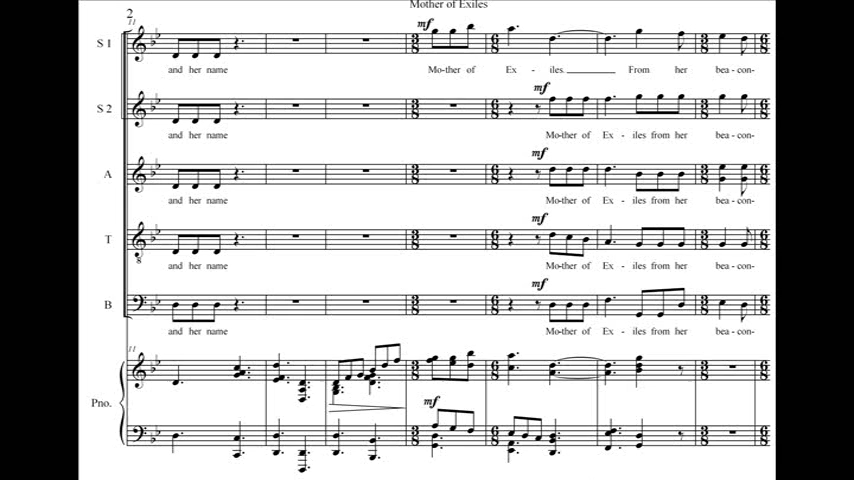 Mother of Exiles
2
11
mf
S 1
and her name Mo-ther of Ex - iles From her bea - con-
mf
S 2
and her name Mo-ther of Ex - iles from her bea - con-
mf
A
and her name Mo-ther of Ex - iles from her bea - con-
mf
T
8
and her name Mo-ther of Ex - iles from her bea - con-
mf
B
and her name Mo-ther of Ex - iles from her bea - con-
11
Pno.
mf